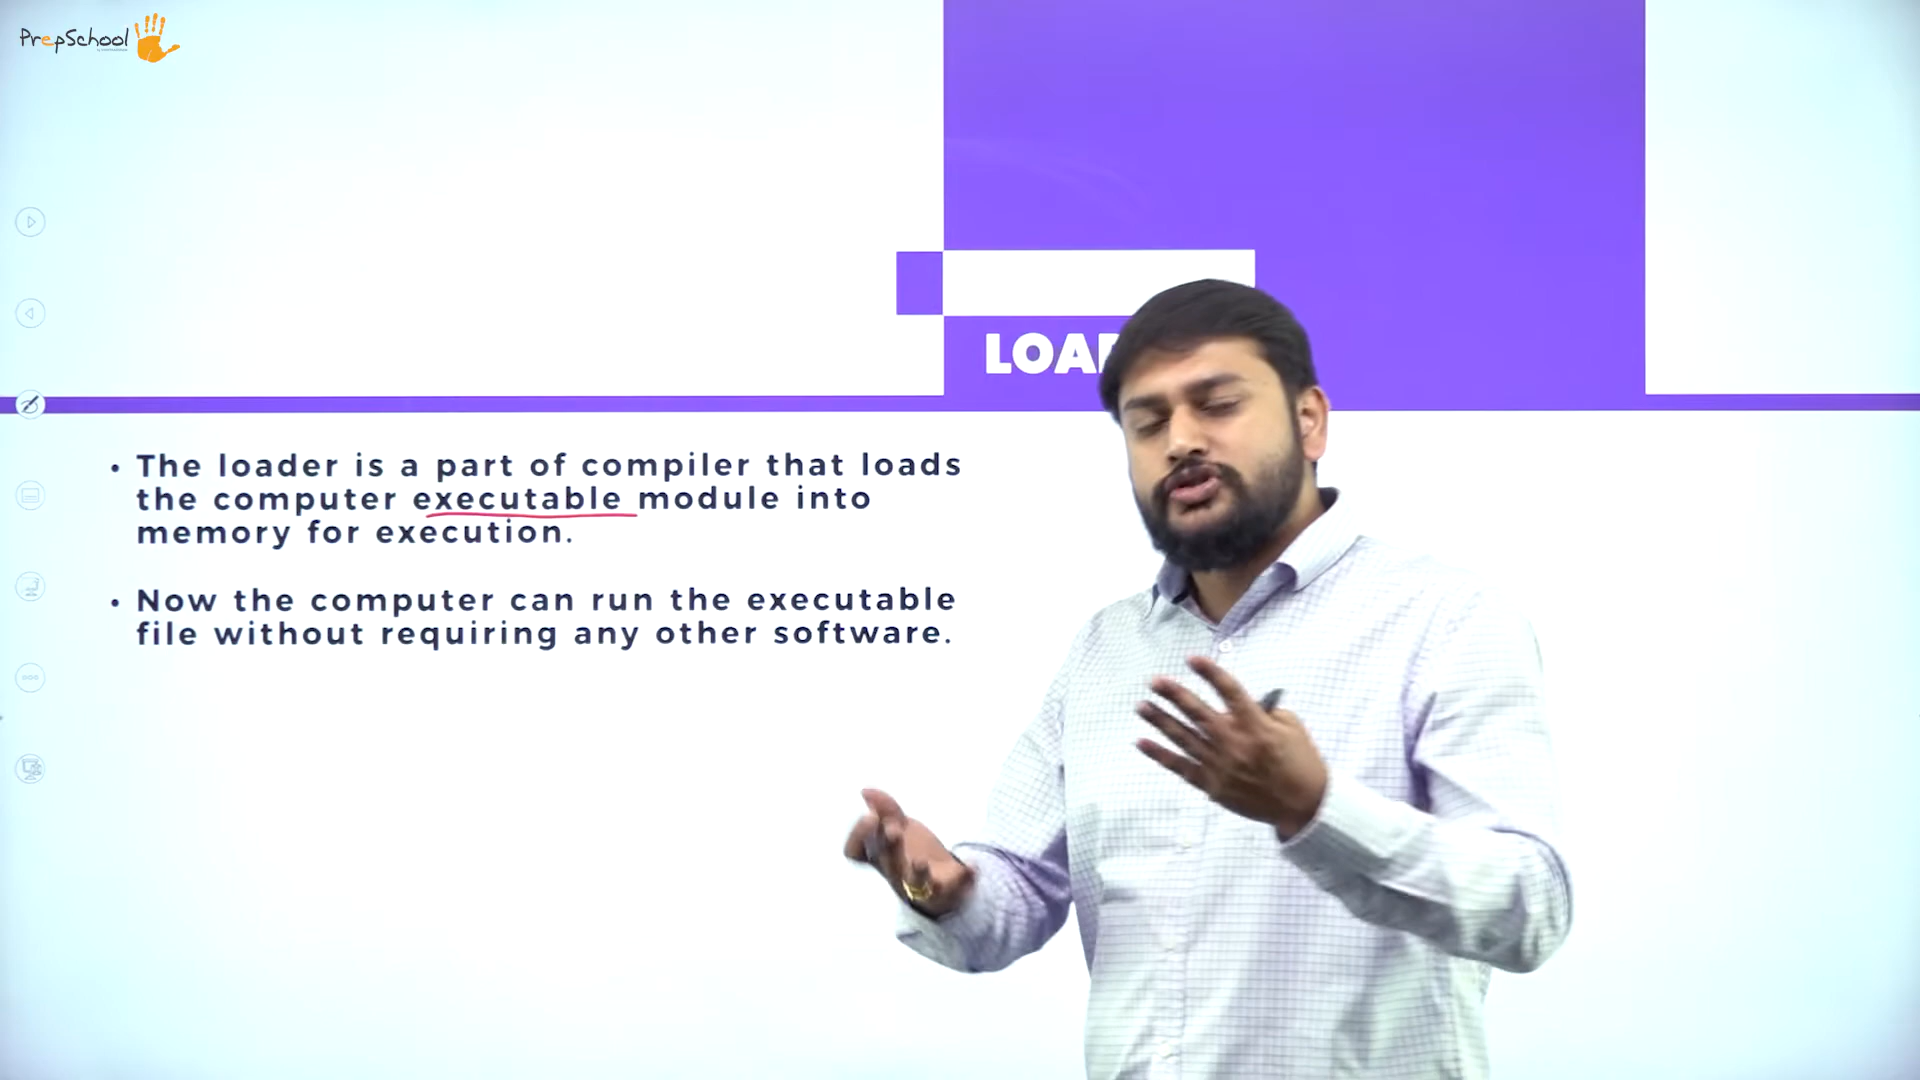 PrepSchool
• The loader is a part of compiler that loads
the computer executable module into
memory for execution.
• Now the computer can run the executable
file without requiring any other software.